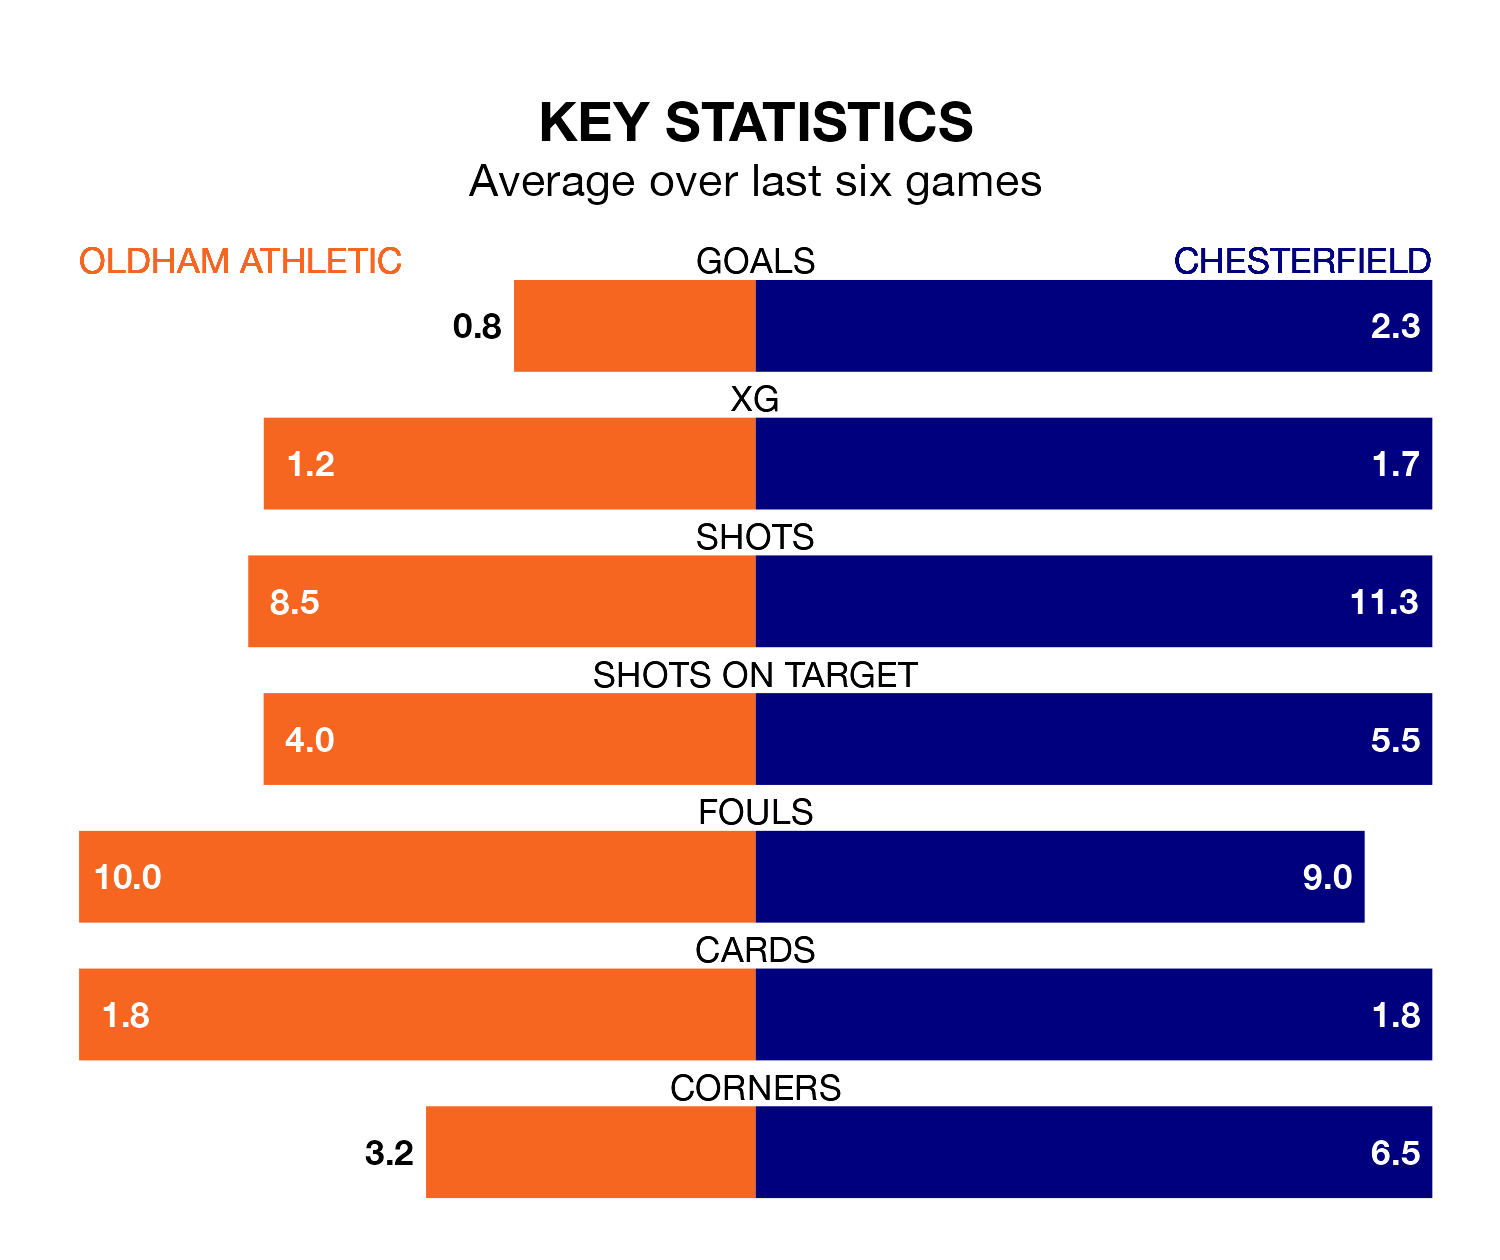 KEY STATISTICS
Average over last six games
OLDHAM ATHLETIC GOALS CHESTERFIELD
0.8 2.3
XG
1.2 1.7
SHOTS
8.5 11.3
SHOTS ON TARGET
4.0 5.5
FOULS
10.0 9.0
CARDS
1.8 1.8
CORNERS
3.2 6.5